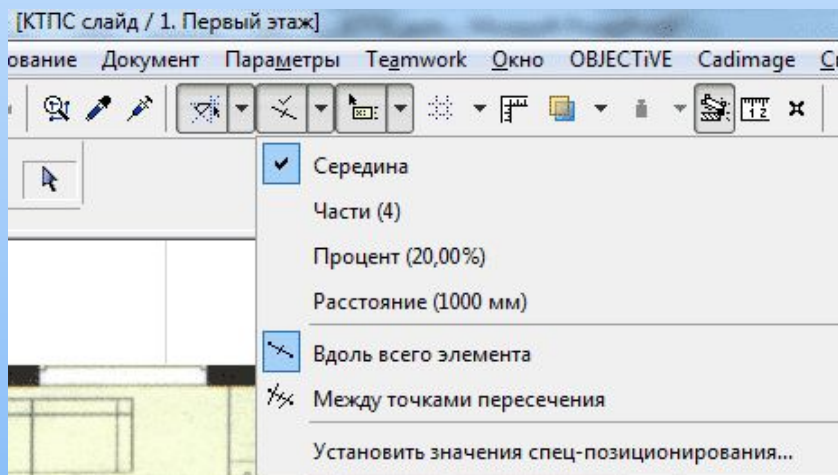 [КТПС слайд / 1. Первый этаж]
ование Документ Параметры Teamwork Окно OBJECTiVE Cadimage
Середина
Части (4)
Процент (20,00%)
Расстояние (1000 мм)
Вдоль всего элемента
Между точками пересечения
Установить значения спец-позиционирования...